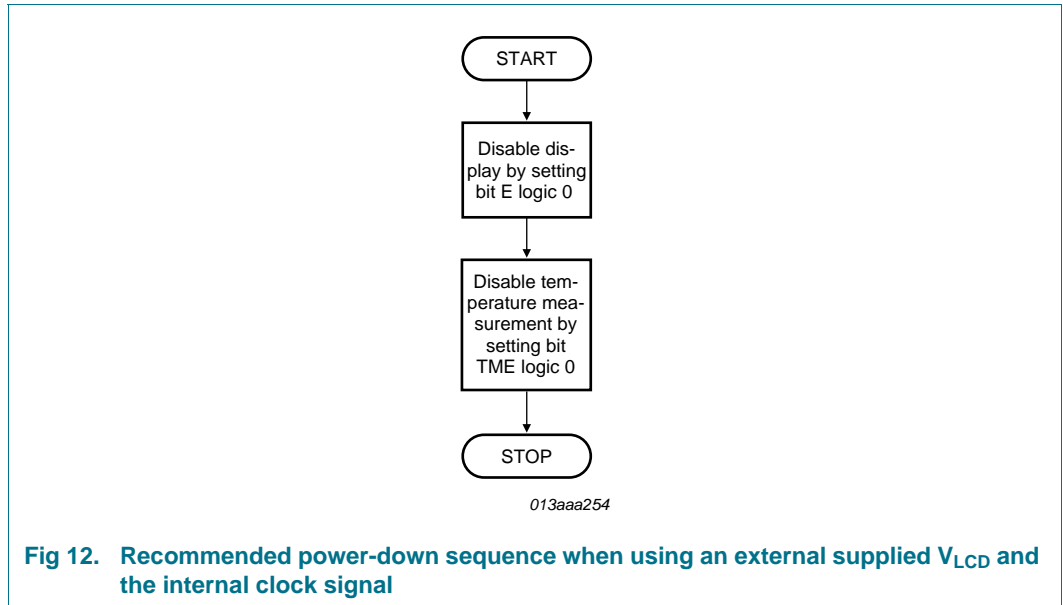 START
Disable dis-
play by setting
bit E logic 0
Disable tem-
perature mea-
surement by
setting bit
TME logic 0
STOP
013aaa254
Fig 12. Recommended power-down sequence when using an external supplied VLCD and
the internal clock signal